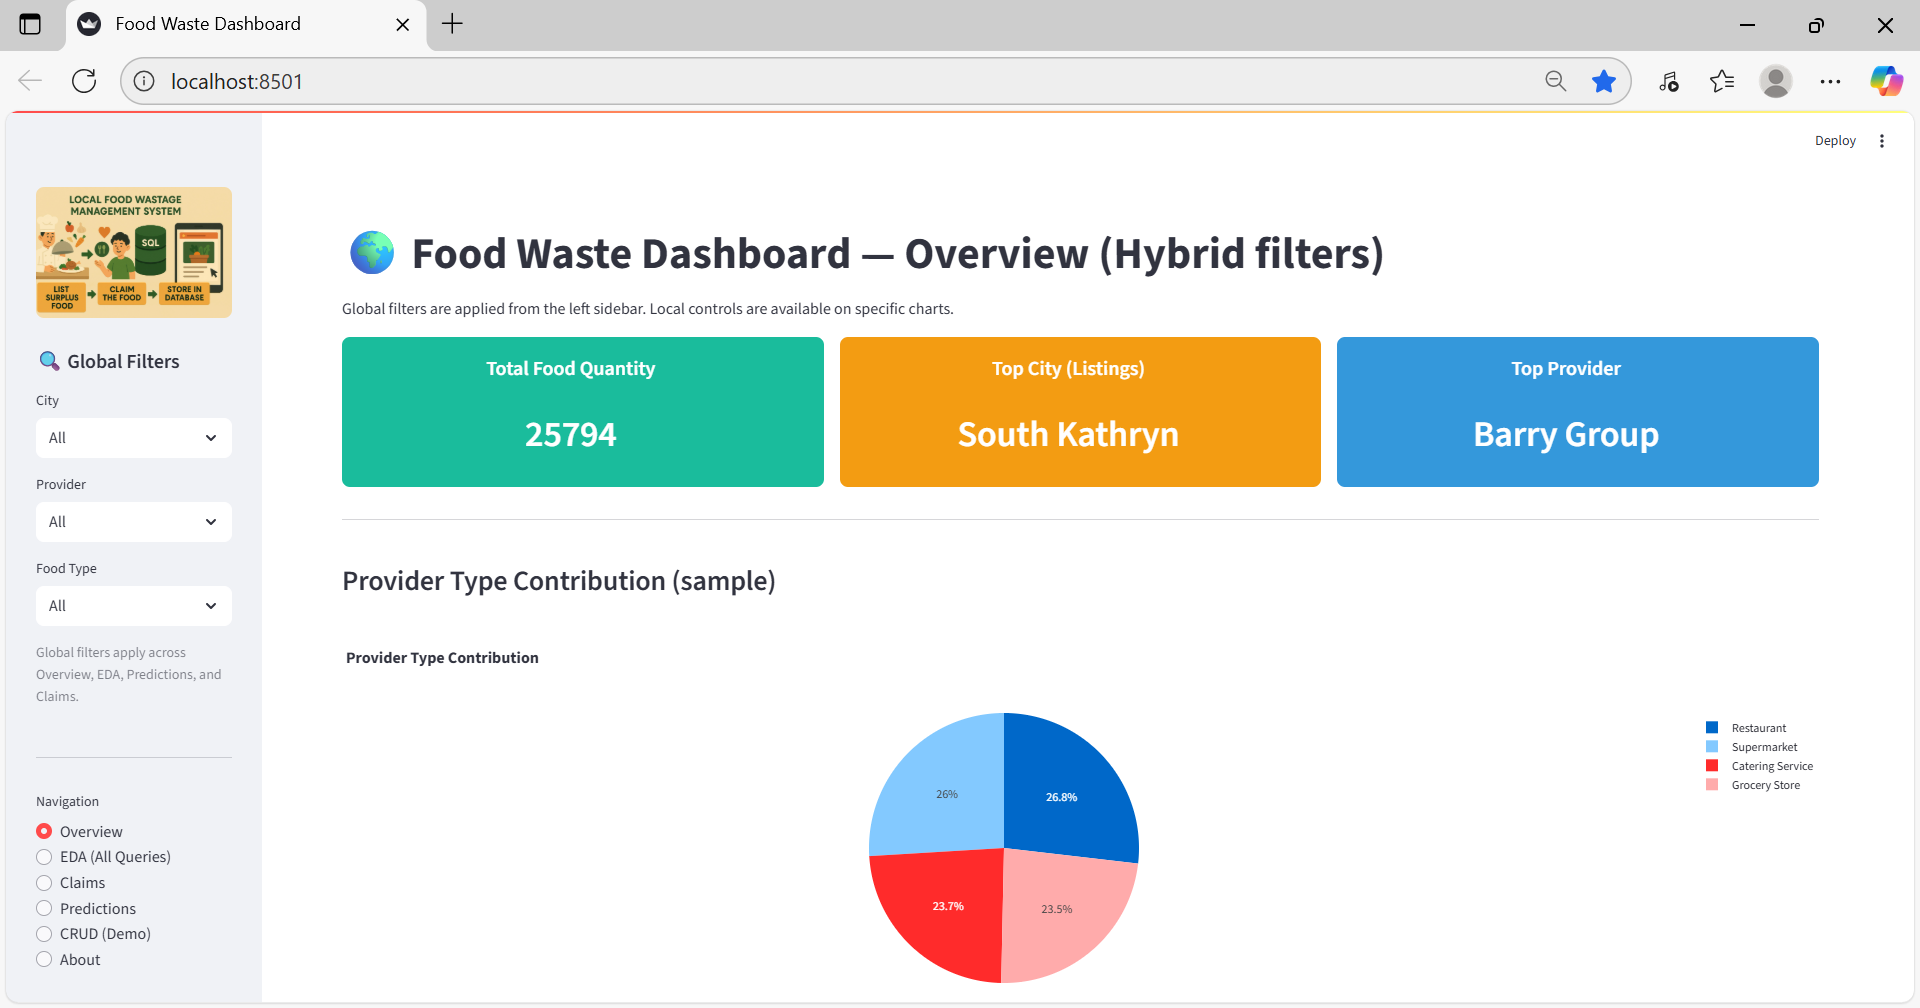 Food Waste Dashboard
localhost:8501
Deploy
LOCAL FOOD WASTAGE
MANAGEMENT SYSTEM
SQL
LIST
SURPLUS
FOOD
CLAIM
THE FOOD
STORE IN
DATABASE
Global Filters
City
All
Provider
All
Food Type
All
Global filters apply across
Overview, EDA, Predictions, and
Claims.
Navigation
Overview
EDA (All Queries)
Claims
Predictions
CRUD (Demo)
About
Food Waste Dashboard — Overview (Hybrid filters)
Global filters are applied from the left sidebar. Local controls are available on specific charts.
Total Food Quantity
25794
Top City (Listings)
South Kathryn
Top Provider
Barry Group
Provider Type Contribution (sample)
Provider Type Contribution
26%
26.8%
23.7%
23.5%
Restaurant
Supermarket
Catering Service
Grocery Store